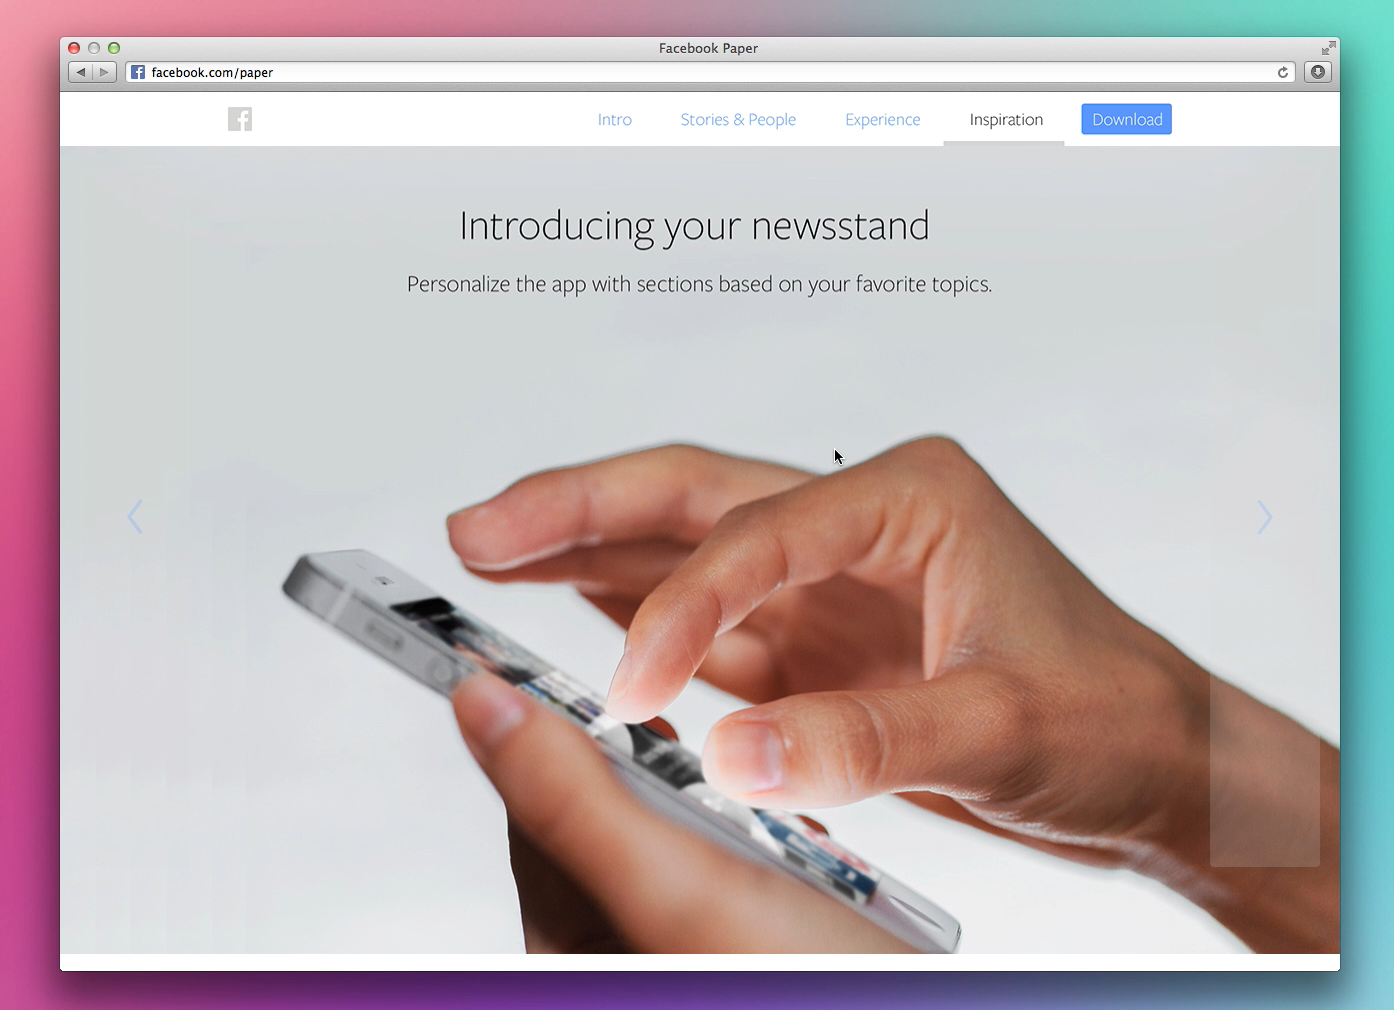 Facebook Paper
facebook.com/paper
Intro Stories & People Experience Inspiration Download
Introducing your newsstand
Personalize the app with sections based on your favorite topics.